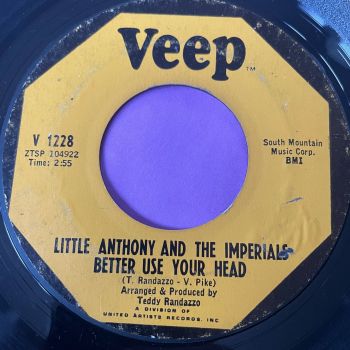 Veep™
V 1228
ZTSP 104922
Time: 2:55
South Mountain
Music Corp.
BMI
LITTLE ANTHONY AND THE IMPERIALS
BETTER USE YOUR HEAD
(T. Randazzo - V. Pike)
Arranged & Produced by
Teddy Randazzo
A DIVISION OF
UNITED ARTISTS RECORDS, INC